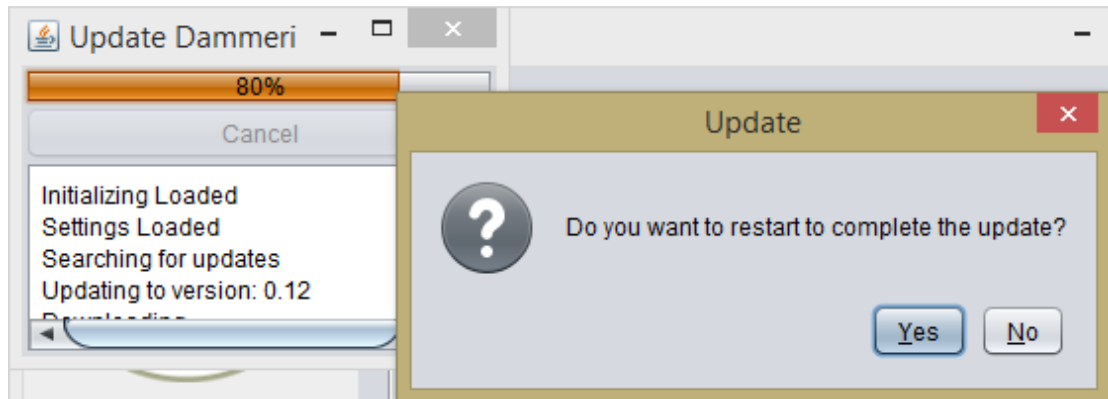 Update Dammeri
80%
Cancel
Initializing Loaded
Settings Loaded
Searching for updates
Updating to version: 0.12
Downloading
Update
Do you want to restart to complete the update?
Yes
No